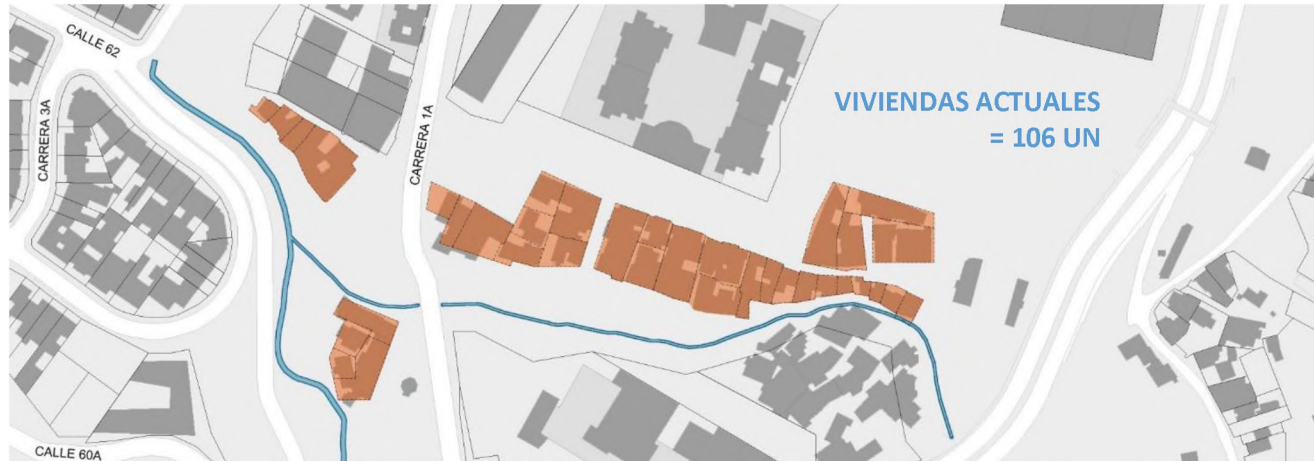 CALLE 62
CARRERA 3A
CARRERA 1A
VIVIENDAS ACTUALES
= 106 UN
CALLE 60A